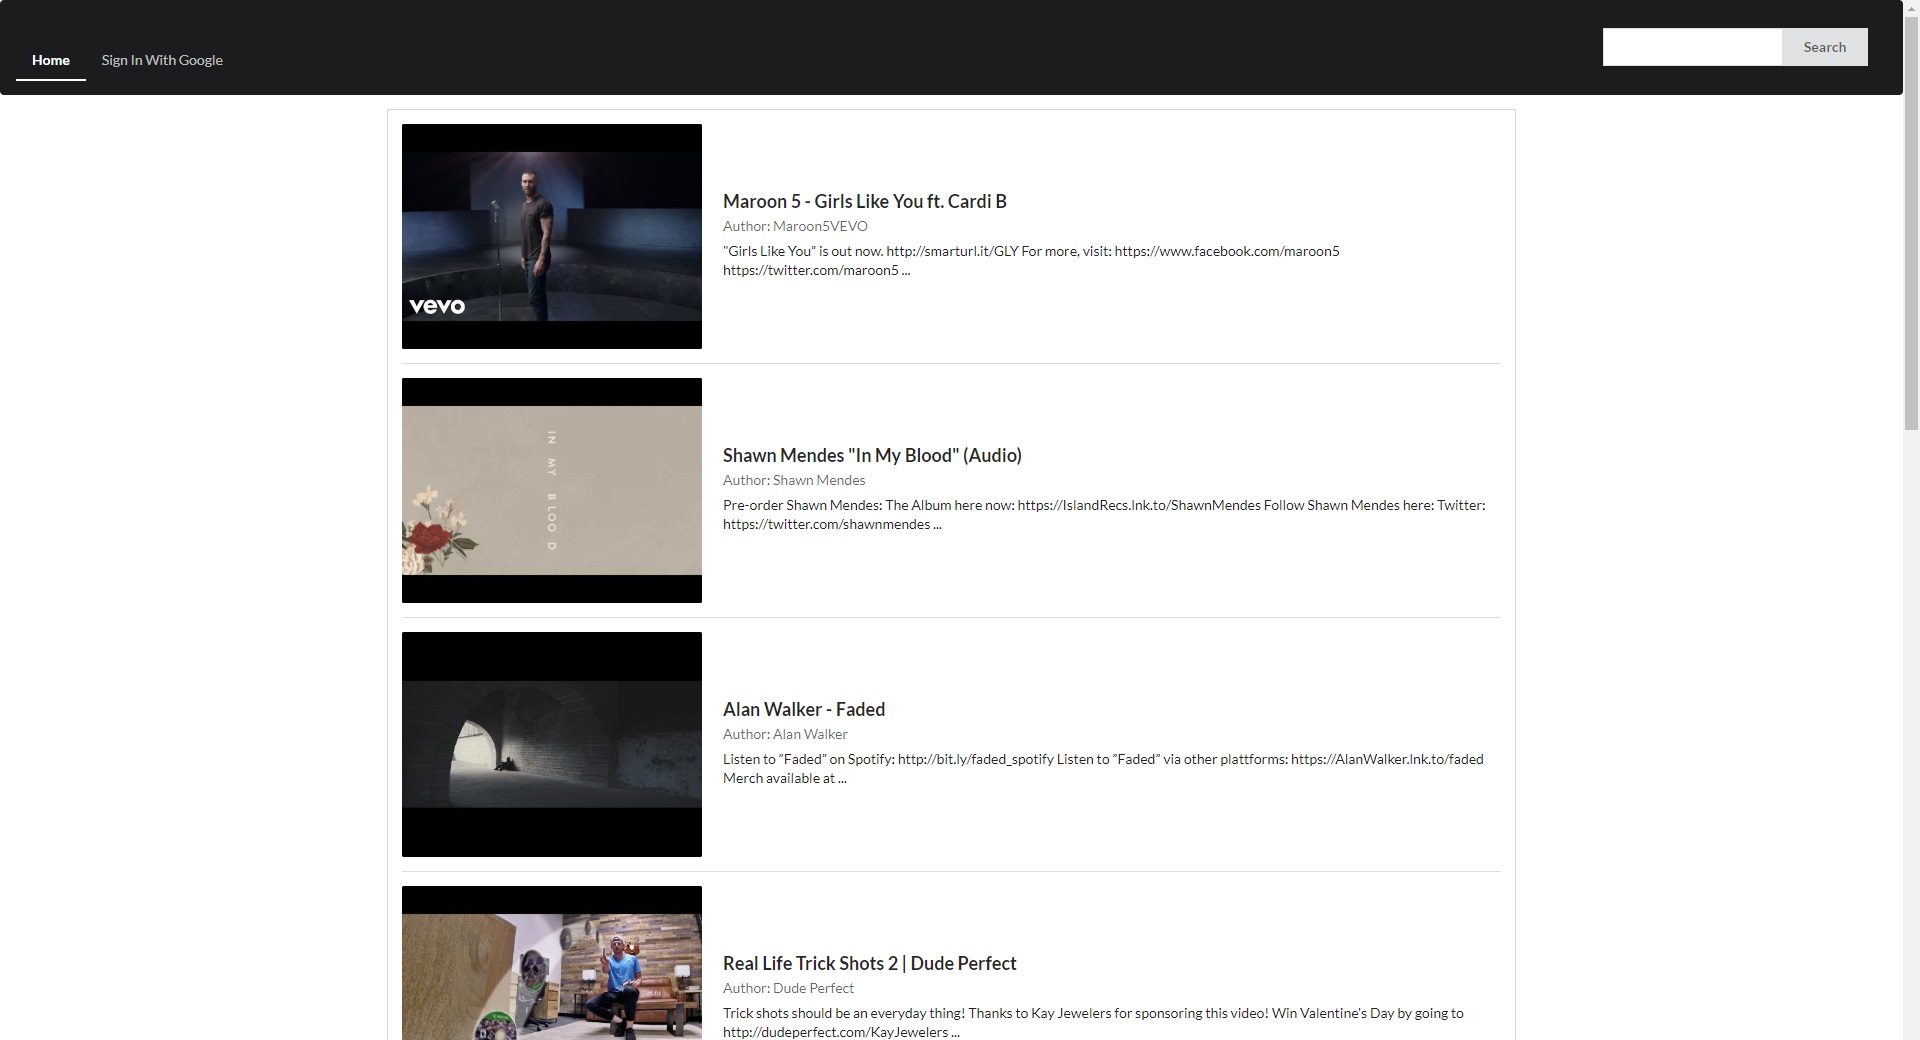 Home
Sign In With Google
Search
vevo
Maroon 5 - Girls Like You ft. Cardi B
Author: Maroon5VEVO
"Girls Like You" is out now. http://smarturl.it/GLY For more, visit: https://www.facebook.com/maroon5
https://twitter.com/maroon5 ...
IN MY BLOO D
Shawn Mendes "In My Blood" (Audio)
Author: Shawn Mendes
Pre-order Shawn Mendes: The Album here now: https://IslandRecs.lnk.to/ShawnMendes Follow Shawn Mendes here: Twitter:
https://twitter.com/shawnmendes ...
Alan Walker - Faded
Author: Alan Walker
Listen to ”Faded” on Spotify: http://bit.ly/faded_spotify Listen to ”Faded” via other plattforms: https://AlanWalker.lnk.to/faded
Merch available at ...
Real Life Trick Shots 2 | Dude Perfect
Author: Dude Perfect
Trick shots should be an everyday thing! Thanks to Kay Jewelers for sponsoring this video! Win Valentine's Day by going to
http://dudeperfect.com/KayJewelers ...